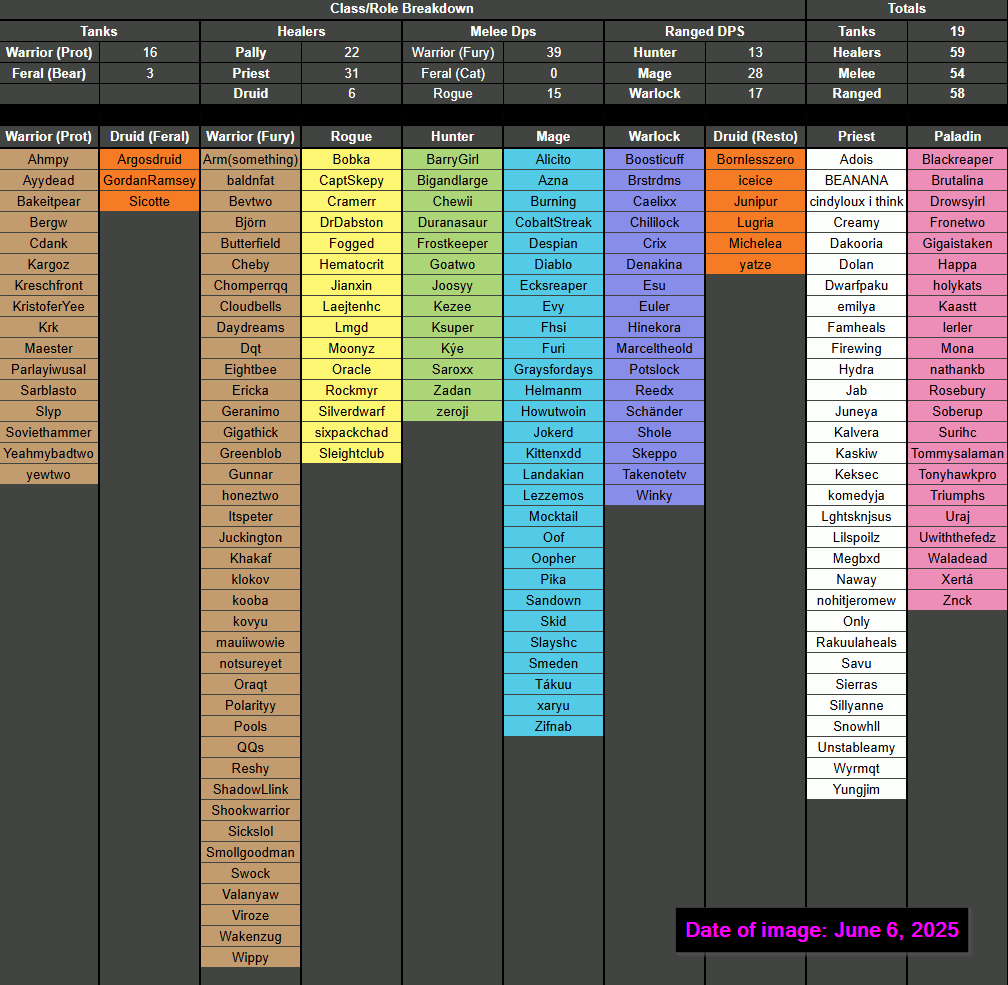 Class/Role Breakdown Totals
Tanks Healers Melee Dps Ranged DPS Tanks 19
Warrior (Prot) 16 Pally 22 Warrior (Fury) 39 Hunter 13 Healers 59
Feral (Bear) 3 Priest 31 Feral (Cat) 0 Mage 28 Melee 54
Druid 6 Rogue 15 Warlock 17 Ranged 58
Warrior (Prot) Druid (Feral) Warrior (Fury) Rogue Hunter Mage Warlock Druid (Resto) Priest Paladin
Ahmpy Argosdruid Arm(something) Bobka BarryGirl Alicito Boosticuff Bornlesszero Adois Blackreaper
Ayydead GordanRamsey baldnfat CaptSkepy Bigandlarge Azna Brstrdms iceice BEANANA Brutalina
Bakeitpear Sicotte Bevtwo Cramerr Chewii Burning Caelixx Junipur cindyloux i think Drowsyirl
Bergw Björn DrDabston Duranasaur CobaltStreak Chililock Lugria Creamy Fronetwo
Cdank Butterfield Fogged Frostkeeper Despian Crix Michelea Dakooria Gigaistaken
Kargoz Cheby Hematocrit Goatwo Diablo Denakina yatze Dolan Happa
Kreschfront Chomperrqq Jianxin Joosyy Ecksreaper Esu Dwarfpaku holykats
KristoferYee Cloudbells Laejtenhc Kezee Evy Euler emilya Kaastt
Krk Daydreams Lmgd Ksuper Fhsi Hinekora Famheals lerler
Maester Dqt Moonyz Kýe Furi Marceltheold Firewing Mona
Parlayiwusal Eightbee Oracle Saroxx Graysfordays Potslock Hydra nathankb
Sarblasto Ericka Rockmyr Zadan Helmanm Reedx Jab Rosebury
Slyp Geranimo Silverdwarf zeroji Howutwoin Schänder Juneya Soberup
Soviethammer Gigathick sixpackchad Jokerd Shole Kalvera Surihc
Yeahmybadtwo Greenblob Sleightclub Kittenxdd Skeppo Kaskiw Tommysalaman
yewtwo Gunnar Landakian Takenotetv Keksec Tonyhawkpro
honeztwo Lezzemos Winky komedyja Triumphs
Itspeter Mocktail Lghtsknjsus Uraj
Juckington Oof Lilspoilz Uwiththefedz
Khakaf Oopher Megbxd Waladead
klokov Pika Naway Xertá
kooba Sandown nohitjeromew Znck
kovyu Skid Only
mauiiwowie Slayshc Rakuulaheals
notsureyet Smeden Savu
Oraqt Tákuu Sierras
Polarityy xaryu Sillyanne
Pools Zifnab Snowhll
QQs Unstableamy
Reshy Wyrmqt
ShadowLlink Yungjim
Shookwarrior
Sickslol
Smollgoodman
Swock
Valanyaw
Viroze
Wakenzug
Wippy
Date of image: June 6, 2025